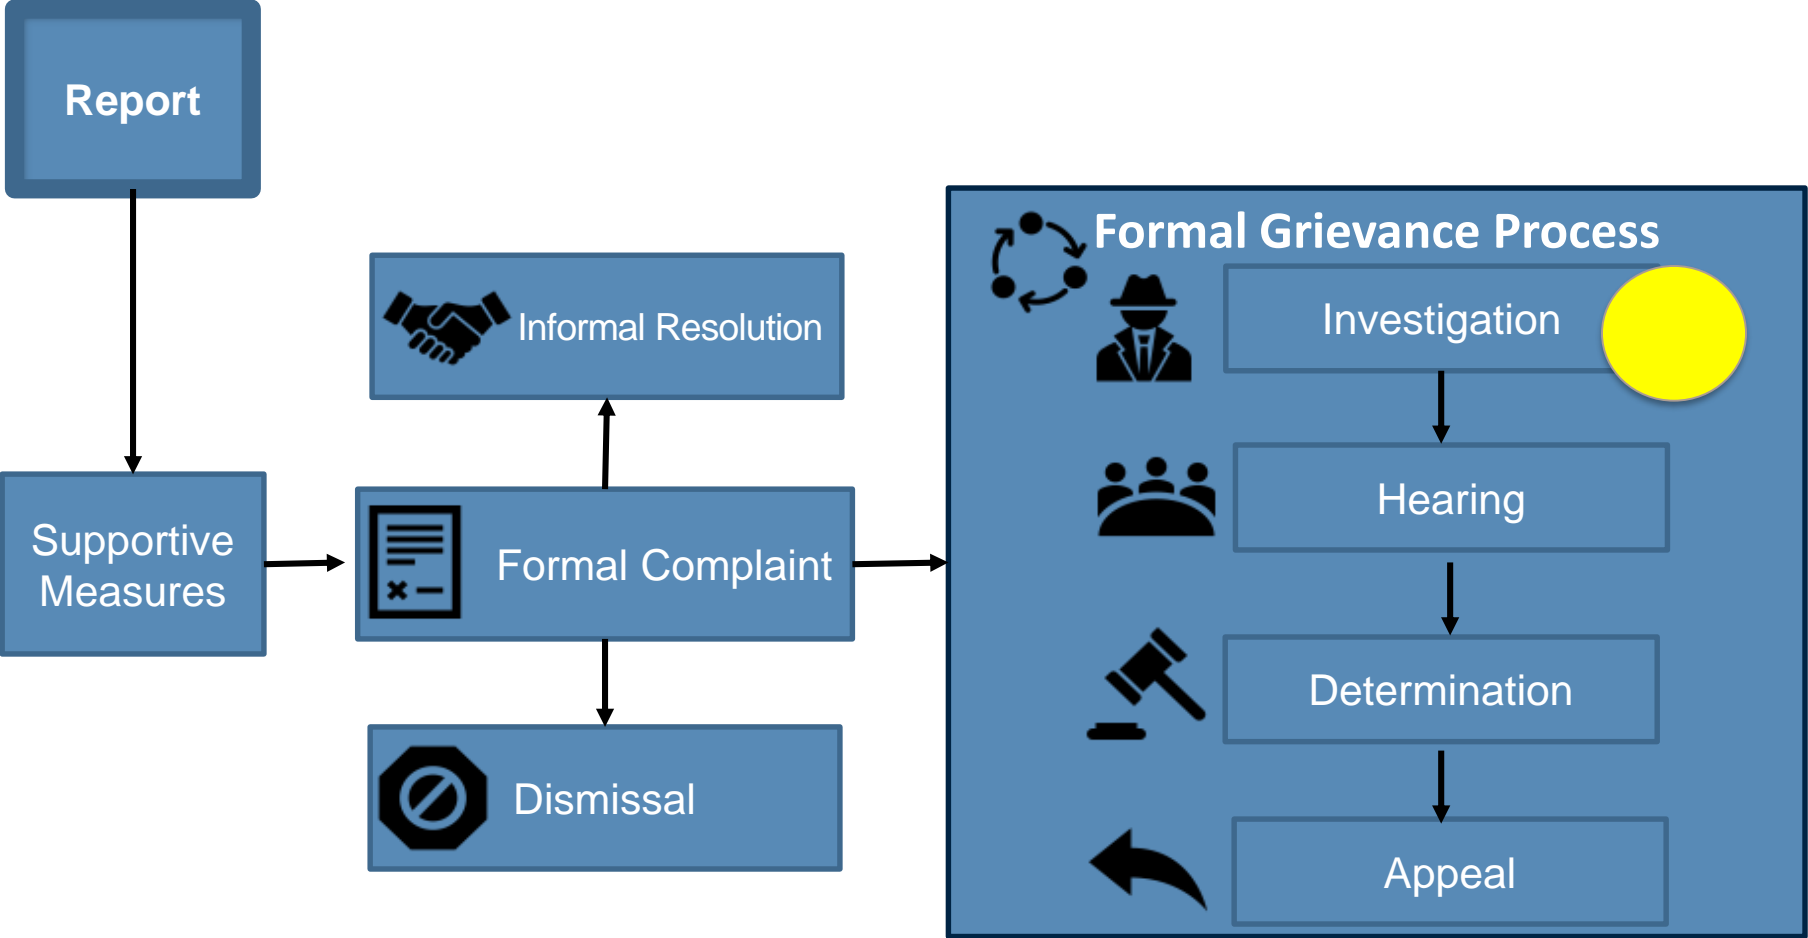 Report
Supportive
Measures
Informal Resolution
Formal Complaint
Dismissal
Formal Grievance Process
Investigation
Hearing
Determination
Appeal